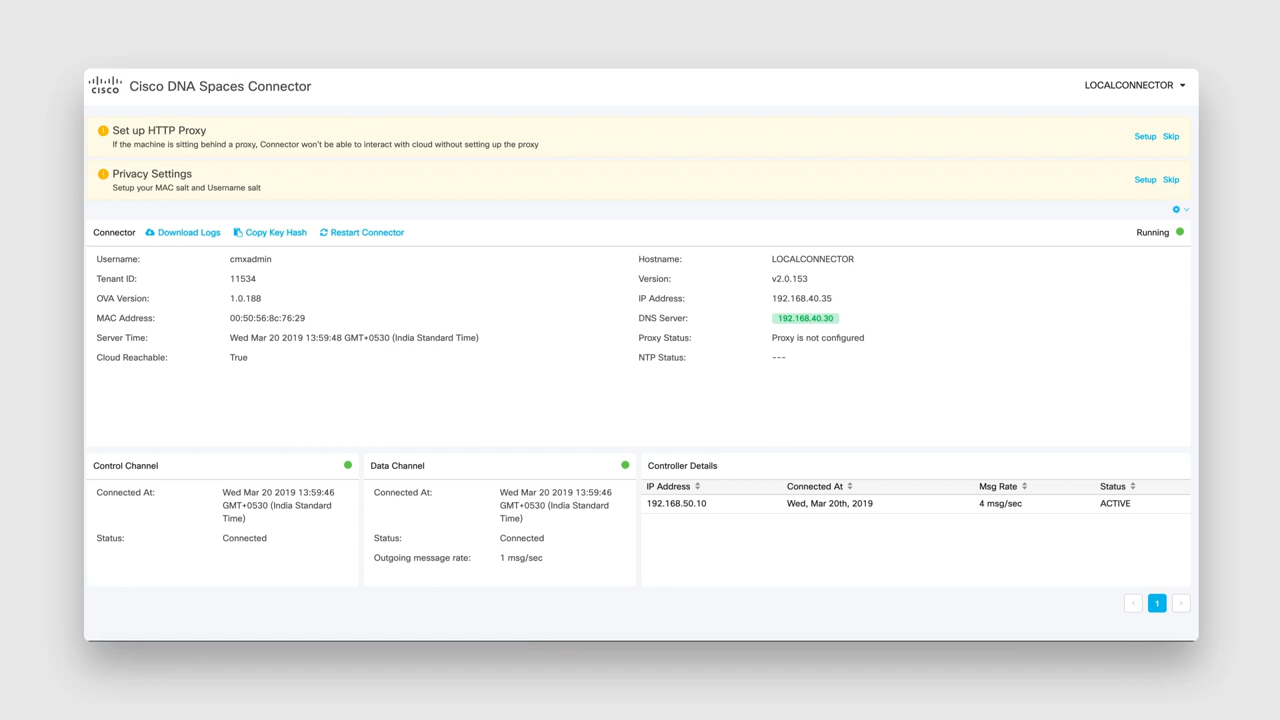 cisco Cisco DNA Spaces Connector LOCALCONNECTOR
Set up HTTP Proxy
If the machine is sitting behind a proxy, Connector won't be able to interact with cloud without setting up the proxy
Setup Skip
Privacy Settings
Setup your MAC salt and Username salt
Setup Skip
Connector Download Logs Copy Key Hash Restart Connector Running
Username: cmxadmin Hostname: LOCALCONNECTOR
Tenant ID: 11534 Version: v2.0.153
OVA Version: 1.0.188 IP Address: 192.168.40.35
MAC Address: 00:50:56:8c:76:29 DNS Server: 192.168.40.30
Server Time: Wed Mar 20 2019 13:59:48 GMT+0530 (India Standard Time) Proxy Status: Proxy is not configured
Cloud Reachable: True NTP Status: ---
Control Channel
Connected At: Wed Mar 20 2019 13:59:46
GMT+0530 (India Standard
Time)
Status: Connected
Data Channel
Connected At: Wed Mar 20 2019 13:59:46
GMT+0530 (India Standard
Time)
Status: Connected
Outgoing message rate: 1 msg/sec
Controller Details
IP Address Connected At Msg Rate Status
192.168.50.10 Wed, Mar 20th, 2019 4 msg/sec ACTIVE
< 1 >